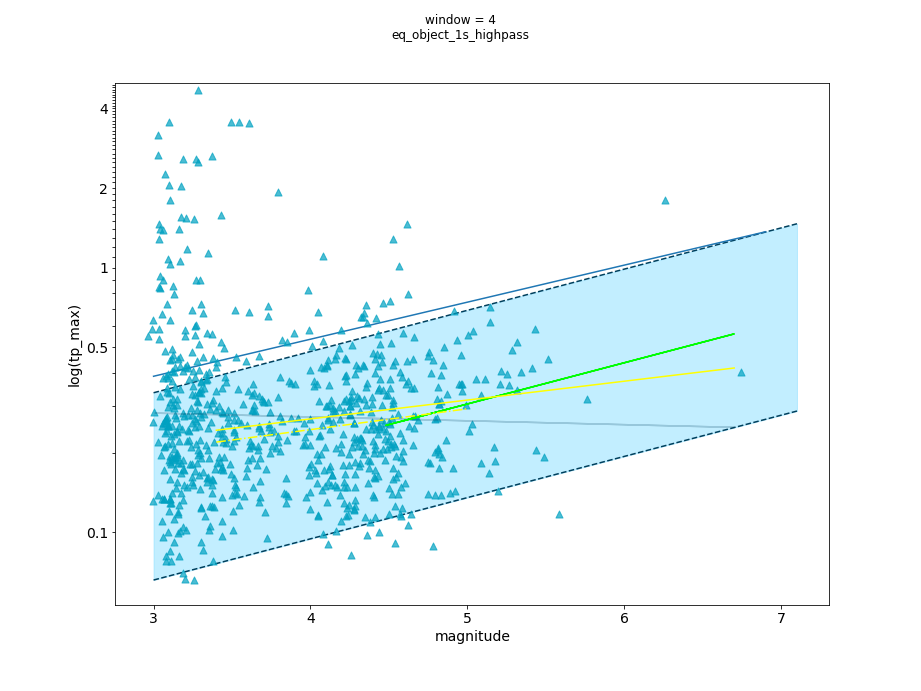 window = 4
eq_object_1s_highpass
4
2
1
0.5
0.1
log(tp_max)
3 4 5 6 7
magnitude